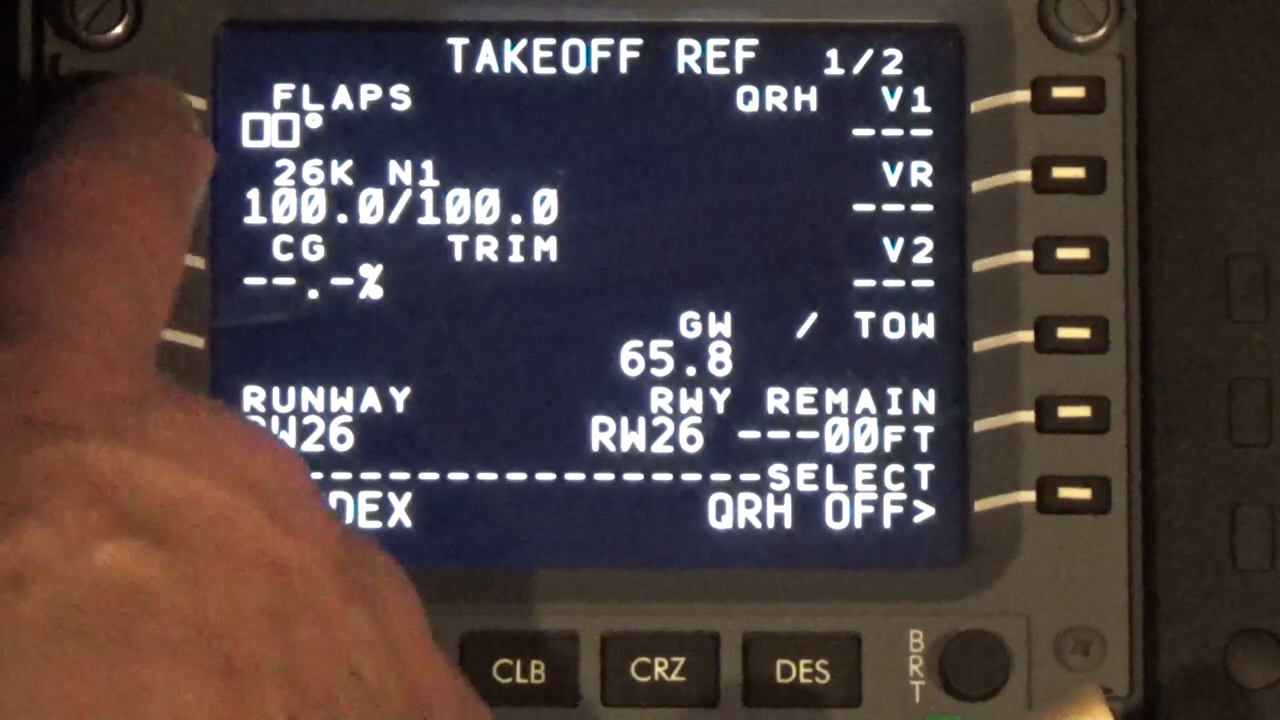 TAKEOFF REF 1/2
FLAPS QRH V1
□□° ---
26K N1 VR
100.0/100.0 ---
CG TRIM V2
--.-% ---
GW / TOW
65.8
RUNWAY RWY REMAIN
RW26 RW26 ---00FT
--------------------SELECT
QRH OFF>
CLB CRZ DES BRT